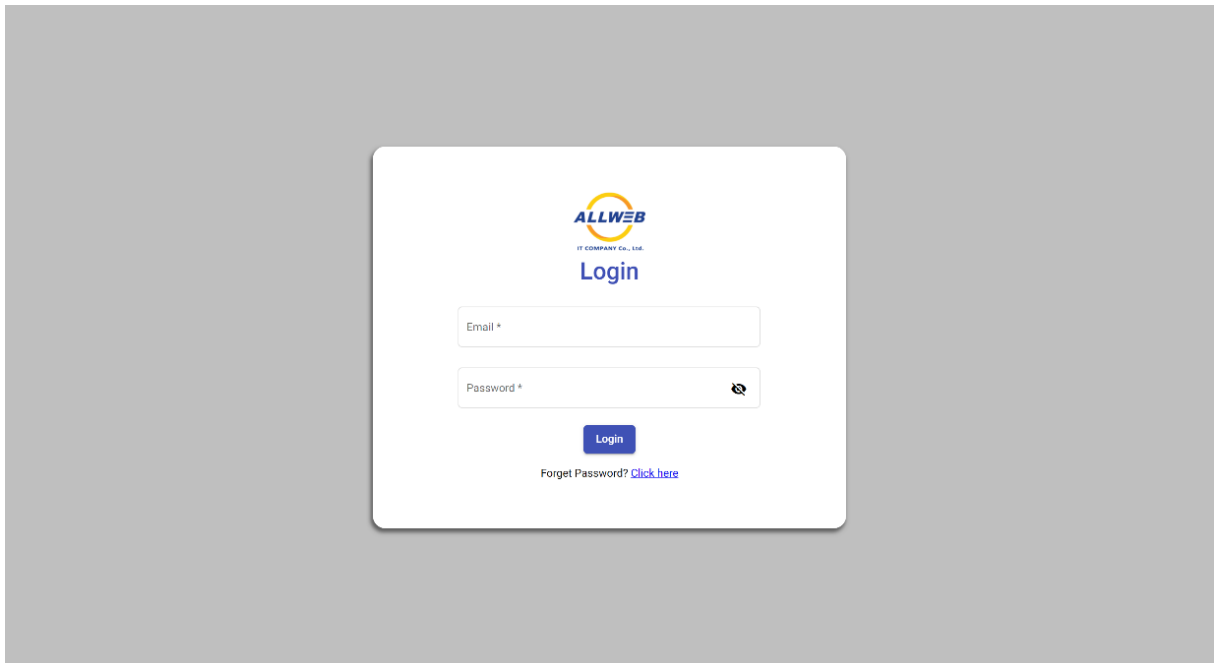 ALLWEB
IT COMPANY Co., Ltd.
Login
Email *
Password *
Login
Forget Password? Click here